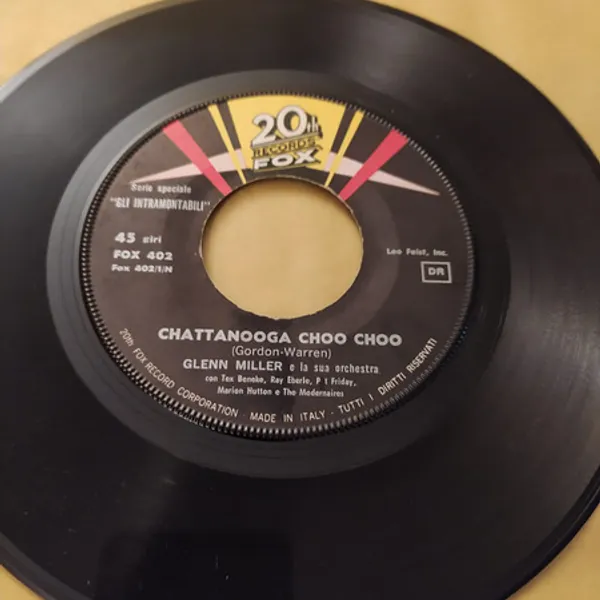 20th
RECORDS
FOX
Serie speciale
"GLI INTRAMONTABILI"
45 giri
FOX 402
Fox 402/1/N
Leo Feist, Inc.
DR
CHATTANOOGA CHOO CHOO
(Gordon-Warren)
GLENN MILLER e la sua orchestra
con Tex Beneke, Ray Eberle, P t Friday,
Marion Hutton e The Modernaires
20th FOX RECORD CORPORATION - MADE IN ITALY - TUTTI I DIRITTI RISERVATI